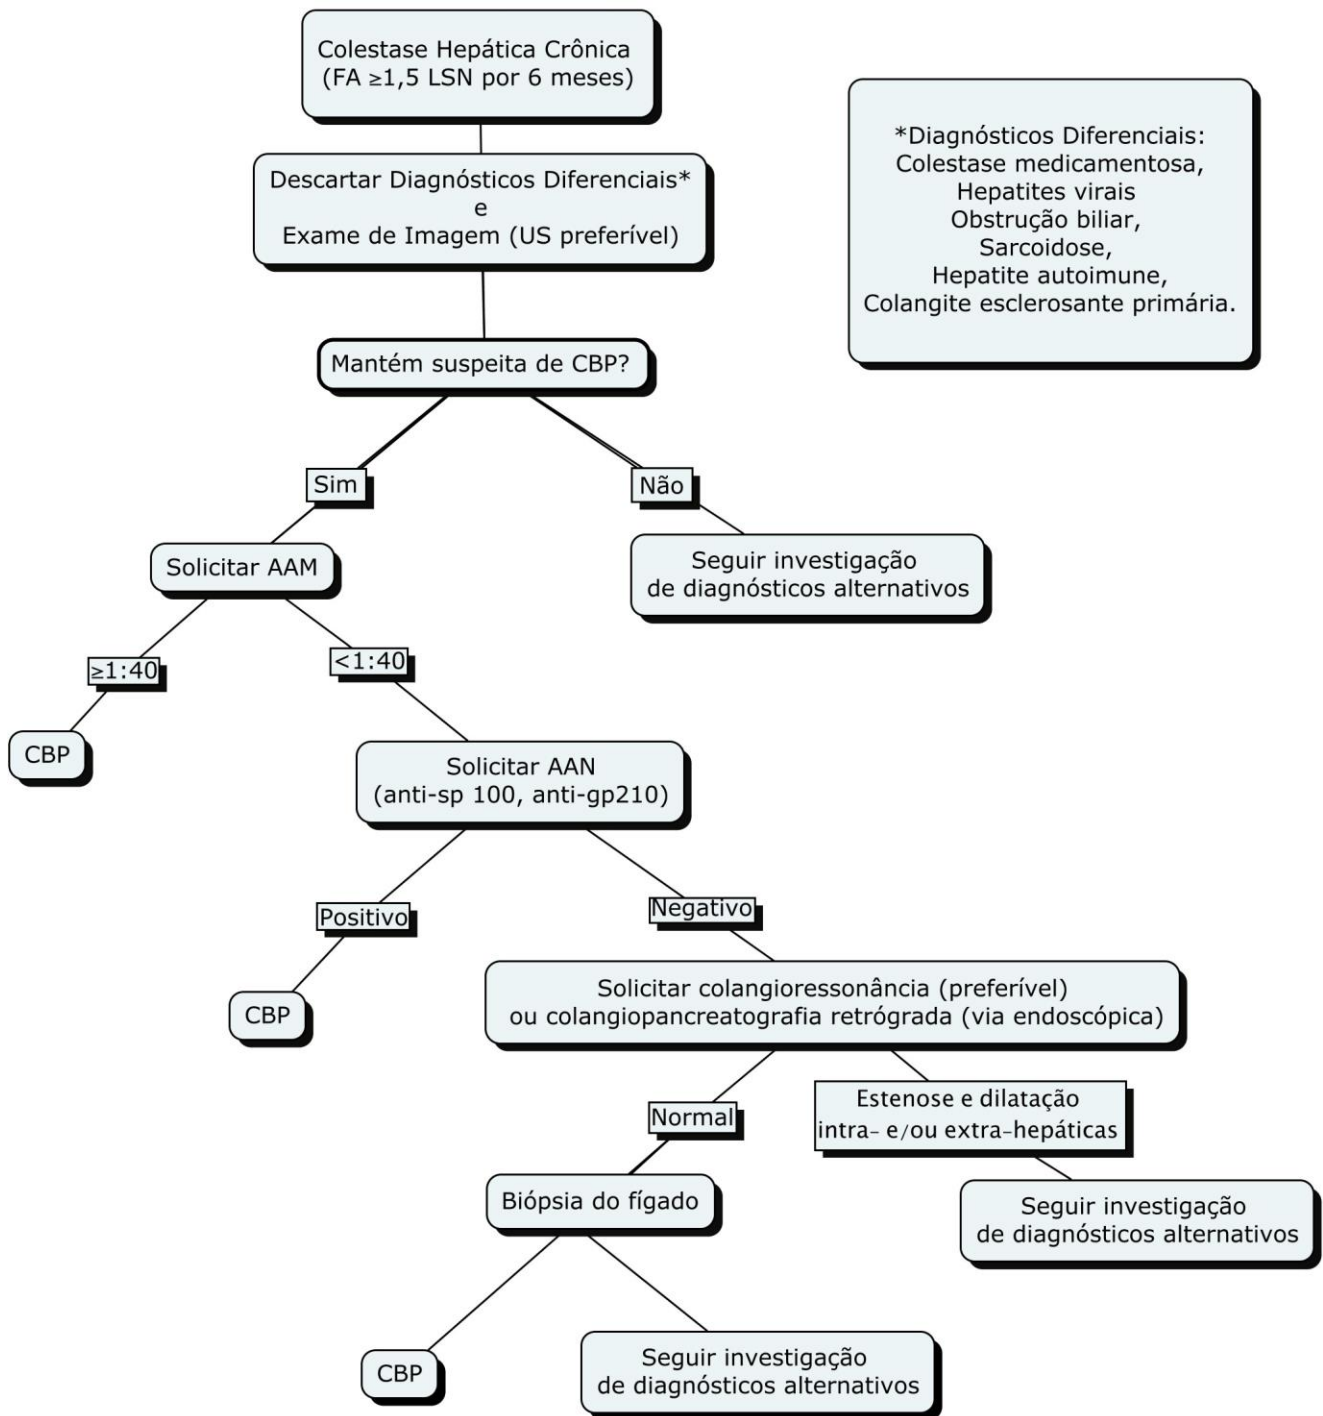 Colestase Hepática Crônica
(FA ≥1,5 LSN por 6 meses)
*Diagnósticos Diferenciais:
Colestase medicamentosa,
Hepatites virais
Obstrução biliar,
Sarcoidose,
Hepatite autoimune,
Colangite esclerosante primária.
Descartar Diagnósticos Diferenciais*
e
Exame de Imagem (US preferível)
Mantém suspeita de CBP?
Sim
Não
Solicitar AAM
Seguir investigação
de diagnósticos alternativos
≥1:40
<1:40
CBP
Solicitar AAN
(anti-sp 100, anti-gp210)
Positivo
Negativo
CBP
Solicitar colangioressonância (preferível)
ou colangiopancreatografia retrógrada (via endoscópica)
Normal
Estenose e dilatação
intra- e/ou extra-hepáticas
Biópsia do fígado
Seguir investigação
de diagnósticos alternativos
CBP
Seguir investigação
de diagnósticos alternativos